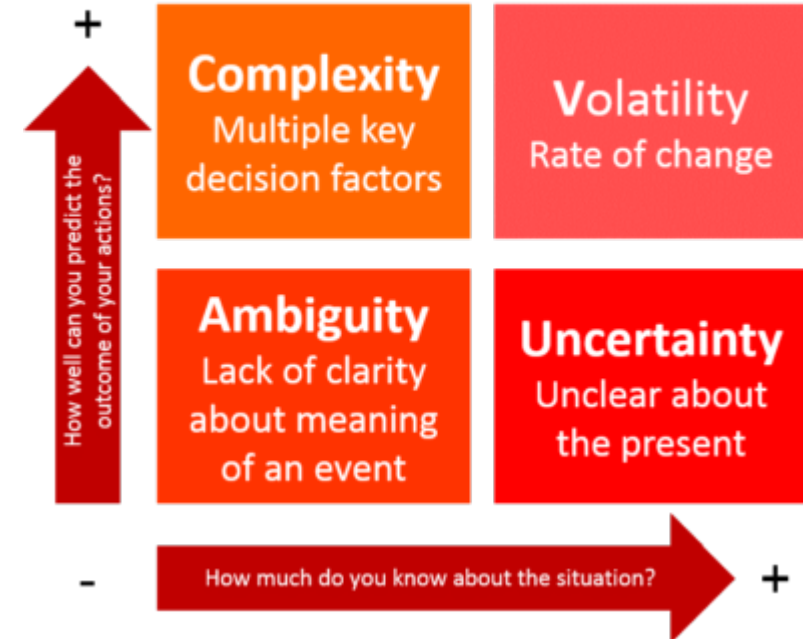 +
How well can you predict the
outcome of your actions?
Complexity
Multiple key
decision factors
Volatility
Rate of change
Ambiguity
Lack of clarity
about meaning
of an event
Uncertainty
Unclear about
the present
-
How much do you know about the situation?
+